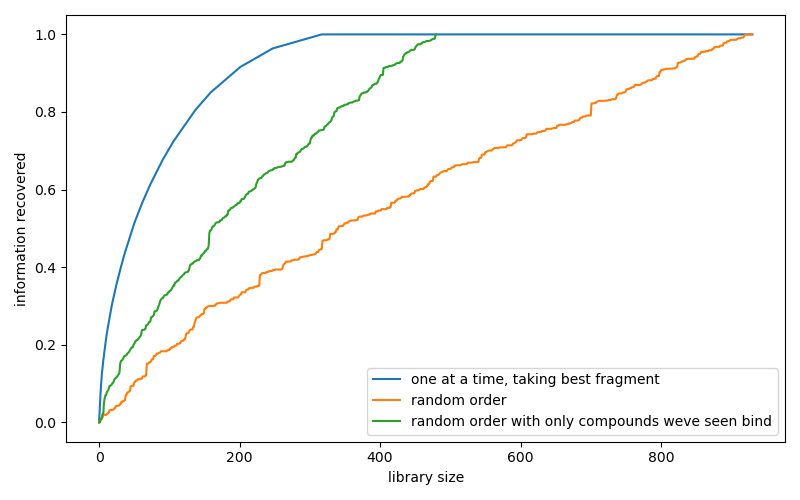 1.0
0.8
0.6
0.4
0.2
0.0
information recovered
0
200
400
600
800
library size
one at a time, taking best fragment
random order
random order with only compounds weve seen bind